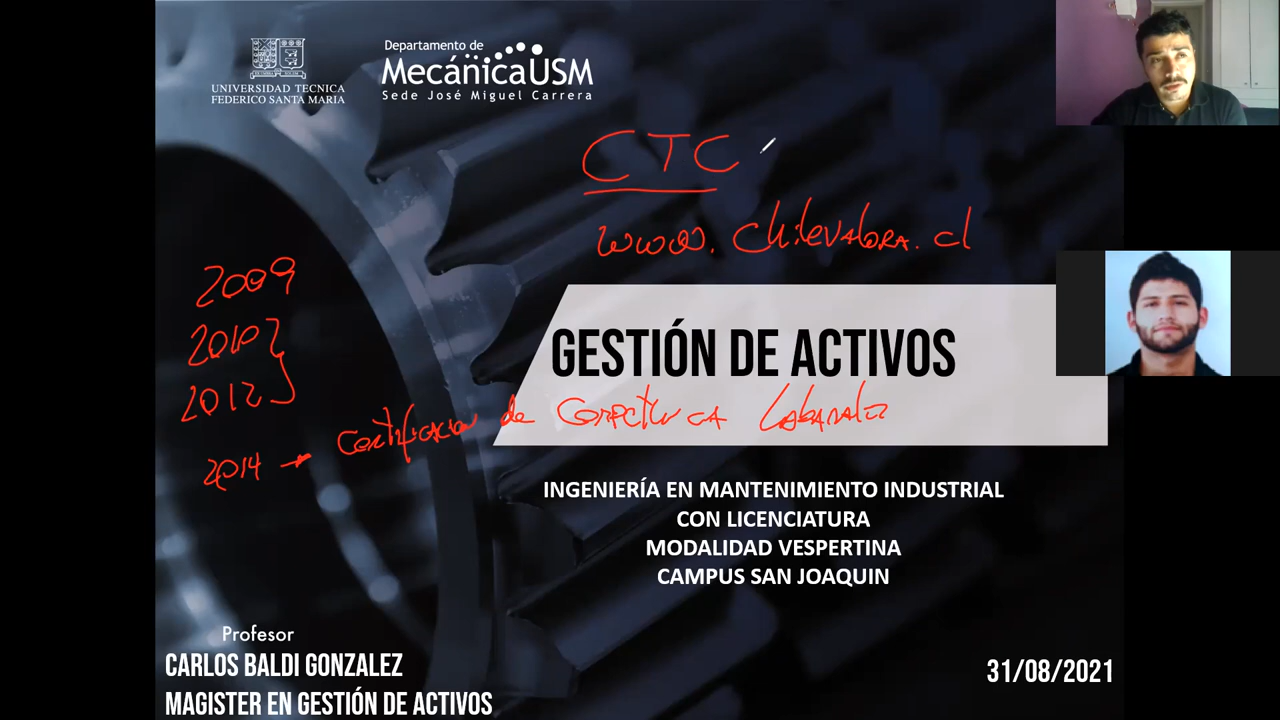 UNIVERSIDAD TECNICA
FEDERICO SANTA MARIA
Departamento de
MecánicaUSM
Sede José Miguel Carrera
CTC
www.chilevalora.cl
2009
2010
2012
GESTIÓN DE ACTIVOS
2014 → Certificacion de Laborales
INGENIERÍA EN MANTENIMIENTO INDUSTRIAL
CON LICENCIATURA
MODALIDAD VESPERTINA
CAMPUS SAN JOAQUIN
Profesor
CARLOS BALDI GONZALEZ
MAGISTER EN GESTIÓN DE ACTIVOS
31/08/2021